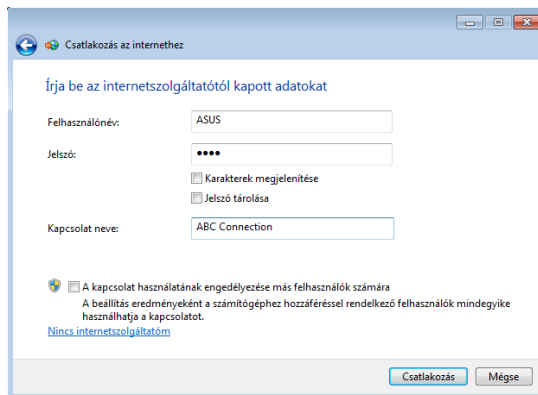 Csatlakozás az internethez
Írja be az internetszolgáltatótól kapott adatokat
Felhasználónév: ASUS
Jelszó: ••••
Karakterek megjelenítése
Jelszó tárolása
Kapcsolat neve: ABC Connection
A kapcsolat használatának engedélyezése más felhasználók számára
A beállítás eredményeként a számítógéphez hozzáféréssel rendelkező felhasználók mindegyike
használhatja a kapcsolatot.
Nincs internetszolgáltatóm
Csatlakozás Mégse